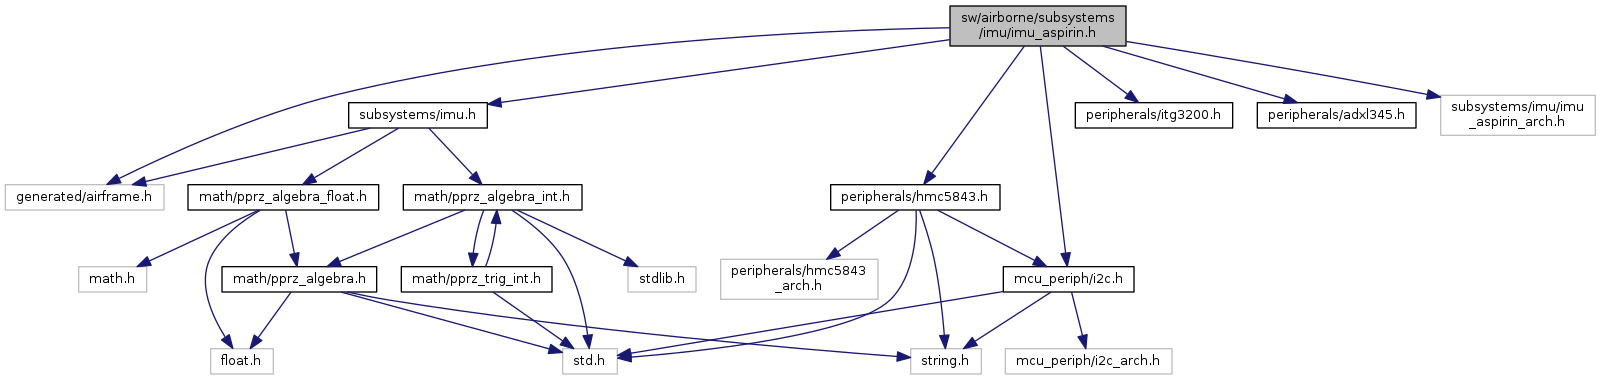 sw/airborne/subsystems
/imu/imu_aspirin.h
subsystems/imu.h
peripherals/itg3200.h
peripherals/adxl345.h
subsystems/imu/imu
_aspirin_arch.h
generated/airframe.h
math/pprz_algebra_float.h
math/pprz_algebra_int.h
peripherals/hmc5843.h
math.h
math/pprz_algebra.h
math/pprz_trig_int.h
stdlib.h
peripherals/hmc5843
_arch.h
mcu_periph/i2c.h
float.h
std.h
string.h
mcu_periph/i2c_arch.h